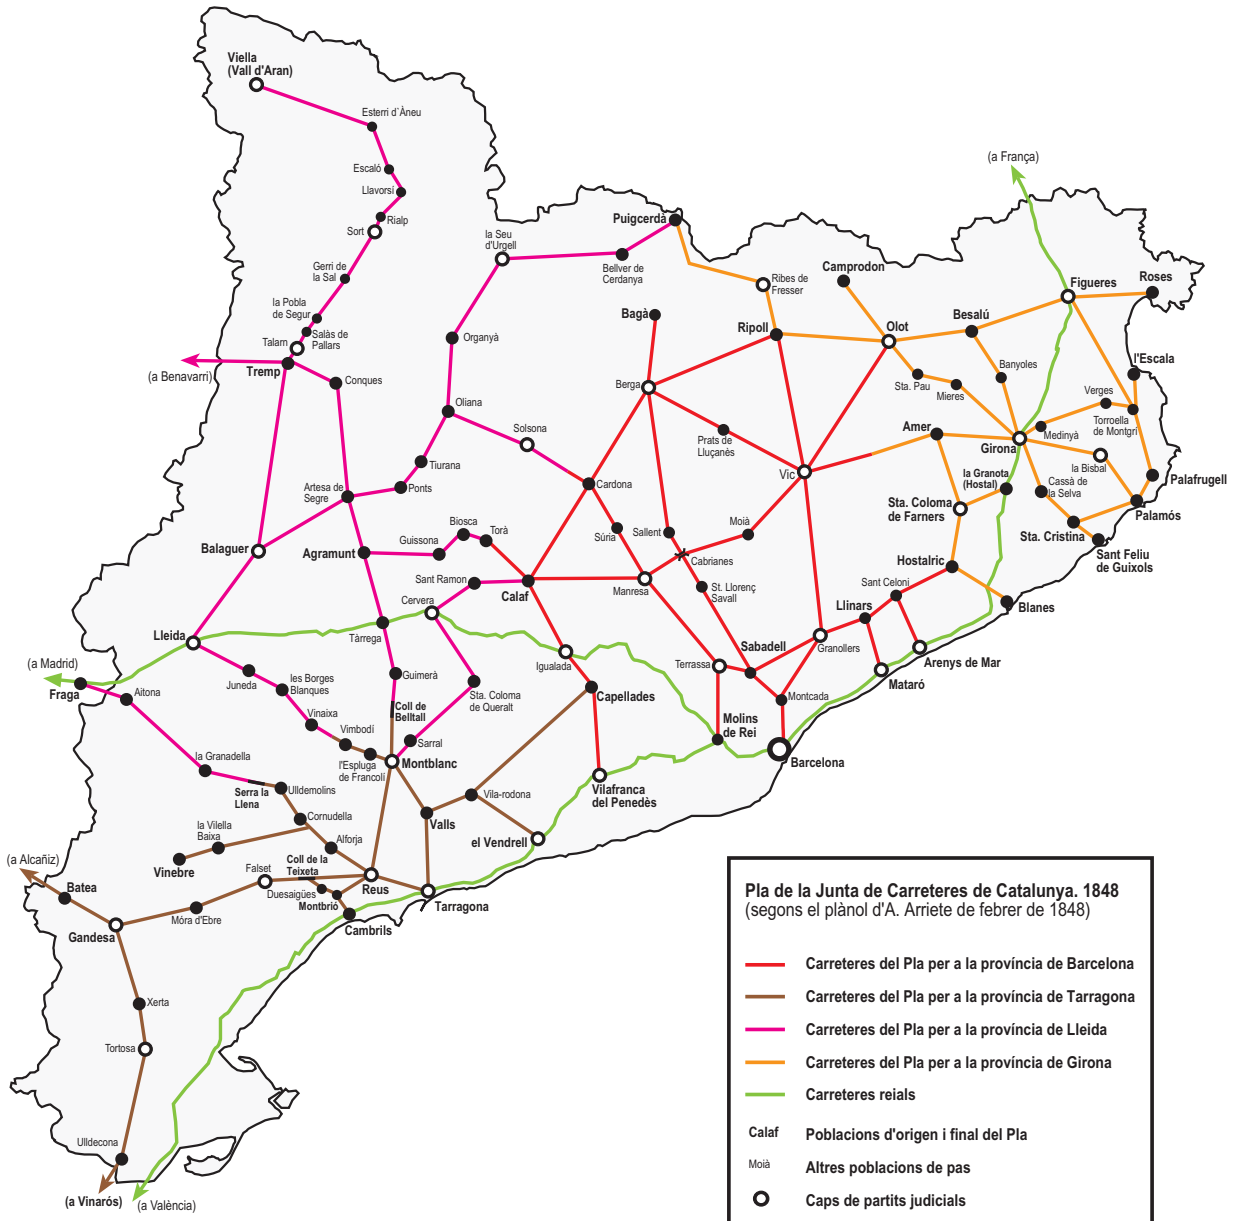 Viella
(Vall d'Aran)
Esterri d`Àneu
Escaló
Llavorsí
Rialp
Sort
Gerri de
la Sal
la Pobla
de Segur
Salàs de
Pallars
Talarn
Tremp
(a Benavarri)
Conques
la Seu
d'Urgell
Organyà
Oliana
Tiurana
Ponts
Artesa de
Segre
Puigcerdà
Bellver de
Cerdanya
(a França)
Ribes de
Fresser
Camprodon
Figueres
Roses
Bagà
Ripoll
Olot
Besalú
l'Escala
Banyoles
Sta. Pau
Mieres
Verges
Torroella
de Montgrí
Berga
Solsona
Prats de
Lluçanès
Amer
Girona
Medinyà
la Bisbal
Palafrugell
Cardona
Vic
la Granota
(Hostal)
Cassà de
la Selva
Palamós
Sta. Coloma
de Farners
Sta. Cristina
Sant Feliu
de Guixols
Balaguer
Agramunt
Guissona
Biosca
Torà
Súria
Sallent
Moià
Cabrianes
Hostalric
Sant Ramon
Calaf
Manresa
St. Llorenç
Savall
Sant Celoni
Blanes
Llinars
Cervera
Lleida
Tàrrega
Igualada
Terrassa
Sabadell
Granollers
Arenys de Mar
Mataró
(a Madrid)
Fraga
Aitona
Juneda
les Borges
Blanques
Guimerà
Sta. Coloma
de Queralt
Capellades
Montcada
Coll de
Belltall
Vinaixa
Vimbodí
Sarral
Molins
de Rei
l'Espluga
de Francolí
Montblanc
Barcelona
la Granadella
Serra la
Llena
Ulldemolins
Vila-rodona
Vilafranca
del Penedès
Cornudella
Valls
la Vilella
Baixa
Alforja
el Vendrell
Vinebre
Coll de la
Teixeta
(a Alcañiz)
Batea
Falset
Duesaigües
Reus
Montbrió
Tarragona
Móra d'Ebre
Gandesa
Cambrils
Xerta
Tortosa
Ulldecona
(a Vinaròs)
(a València)
Pla de la Junta de Carreteres de Catalunya. 1848
(segons el plànol d'A. Arriete de febrer de 1848)
Carreteres del Pla per a la província de Barcelona
Carreteres del Pla per a la província de Tarragona
Carreteres del Pla per a la província de Lleida
Carreteres del Pla per a la província de Girona
Carreteres reials
Calaf Poblacions d'origen i final del Pla
Moià Altres poblacions de pas
Caps de partits judicials